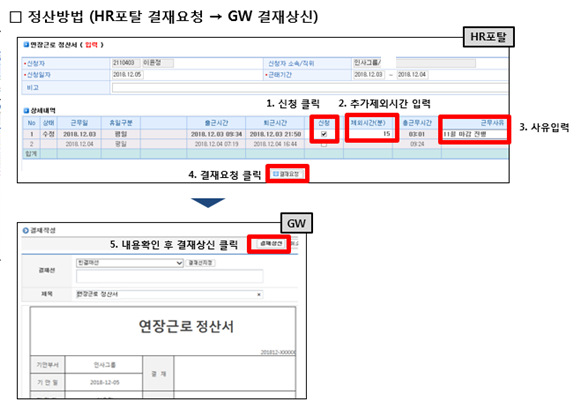 □ 정산방법 (HR포탈 결재요청 → GW 결재상신)
HR포탈
연장근로 정산서 ( 입력 )
신청자 2110403 이은정 신청자 소속/직위 인사그룹/
신청일자 2018.12.05 근태기간 2018.12.03 ~ 2018.12.04
비고
1. 신청 클릭 2. 추가제외시간 입력
상세내역
No 상태 근무일 휴일구분 출근시간 퇴근시간 신청 제외시간(분) 총근무시간 근무사유
1 수정 2018.12.03 평일 2018.12.03 09:34 2018.12.03 21:50 15 03:01 11월 마감 진행
3. 사유입력
2 2018.12.04 평일 2018.12.04 07:19 2018.12.04 16:44 09:24
합계
4. 결재요청 클릭 결재요청
GW
결재작성
5. 내용확인 후 결재상신 클릭 결재상신
결재선 빈결재선 결재선지정
제목 연장근로 정산서
연장근로 정산서
201812-XXXXX
기안부서 인사그룹 결 재
기 안 일 2018-12-05